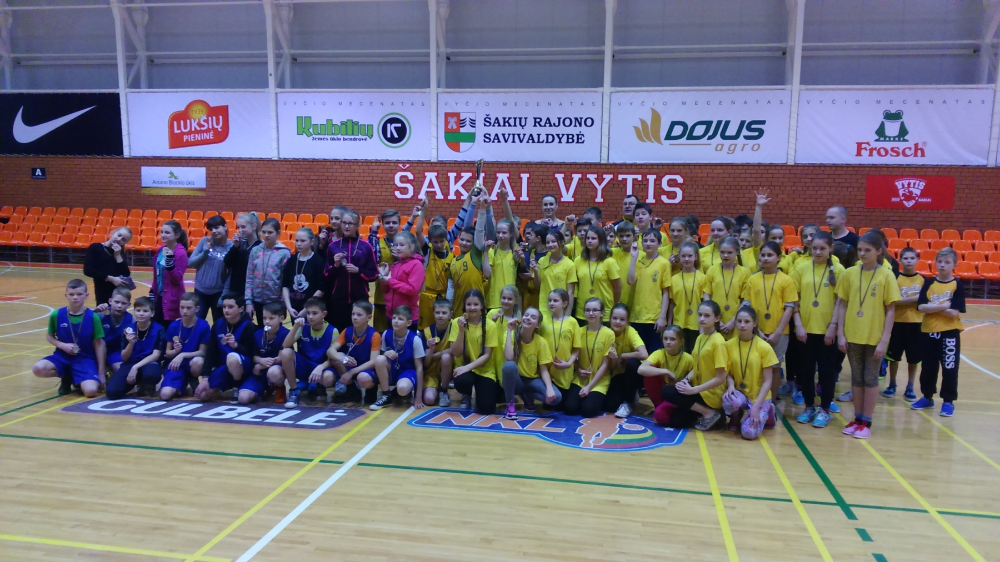 1939
LUKŠIŲ
PIENINĖ
VYČIO MECENATAS
Kubilių
žemės ūkio bendrovė
VYČIO MECENATAS
ŠAKIŲ RAJONO
SAVIVALDYBĖ
VYČIO MECENATAS
DOJUS
agro
VYČIO MECENATAS
MARKE
Frosch®
A
Antano Blockio ūkis
ŠAKIAI VYTIS
VYTIS
ŠAKIAI
9
BOSS
GULBELĖ
NKL